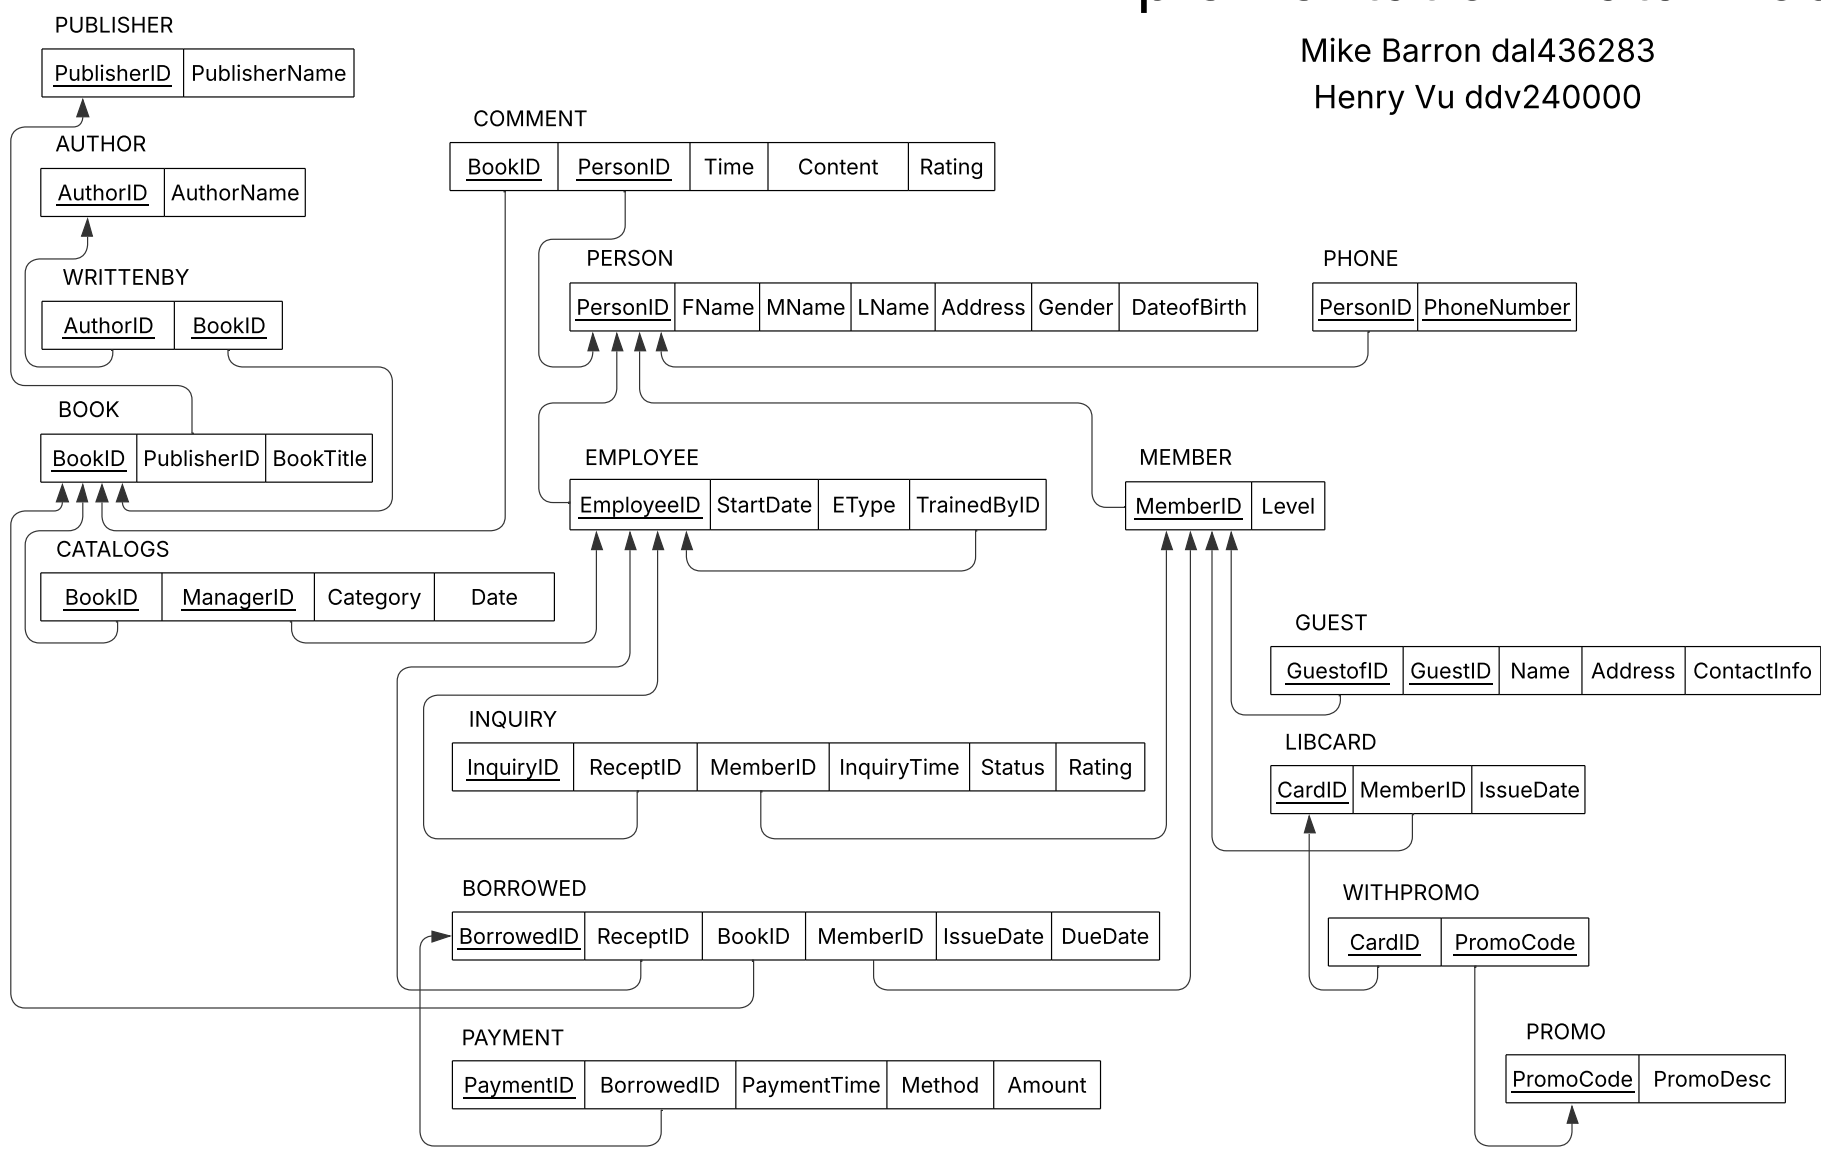 Mike Barron dal436283
Henry Vu ddv240000
PUBLISHER
PublisherID PublisherName
AUTHOR
AuthorID AuthorName
WRITTENBY
AuthorID BookID
BOOK
BookID PublisherID BookTitle
CATALOGS
BookID ManagerID Category Date
COMMENT
BookID PersonID Time Content Rating
PERSON
PersonID FName MName LName Address Gender DateofBirth
PHONE
PersonID PhoneNumber
EMPLOYEE
EmployeeID StartDate EType TrainedByID
MEMBER
MemberID Level
GUEST
GuestofID GuestID Name Address ContactInfo
INQUIRY
InquiryID ReceptID MemberID InquiryTime Status Rating
LIBCARD
CardID MemberID IssueDate
BORROWED
BorrowedID ReceptID BookID MemberID IssueDate DueDate
WITHPROMO
CardID PromoCode
PAYMENT
PaymentID BorrowedID PaymentTime Method Amount
PROMO
PromoCode PromoDesc